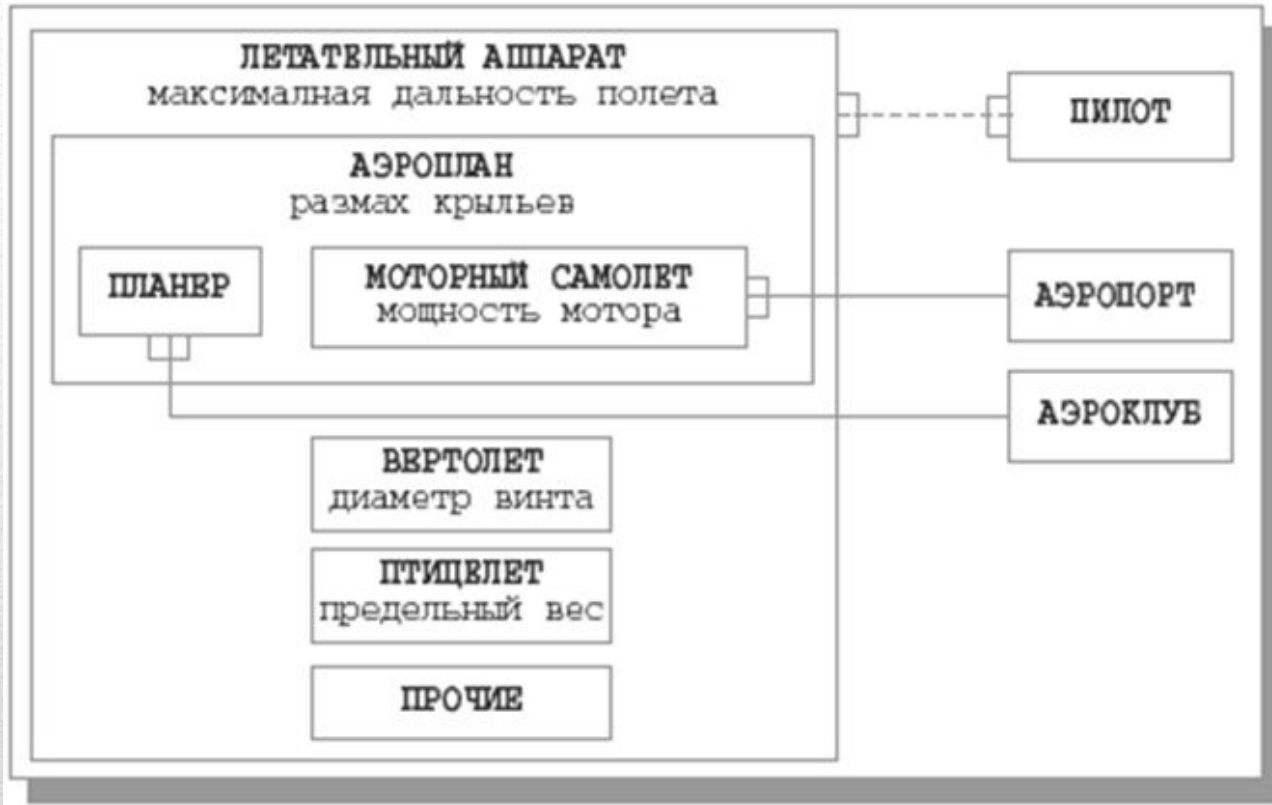 ЛЕТАТЕЛЬНЫЙ АППАРАТ
максималная дальность полета
ПИЛОТ
АЭРОПЛАН
размах крыльев
ПЛАНЕР
МОТОРНЫЙ САМОЛЕТ
мощность мотора
АЭРОПОРТ
АЭРОКЛУБ
ВЕРТОЛЕТ
диаметр винта
ПТИЦЕЛЕТ
предельный вес
ПРОЧИЕ